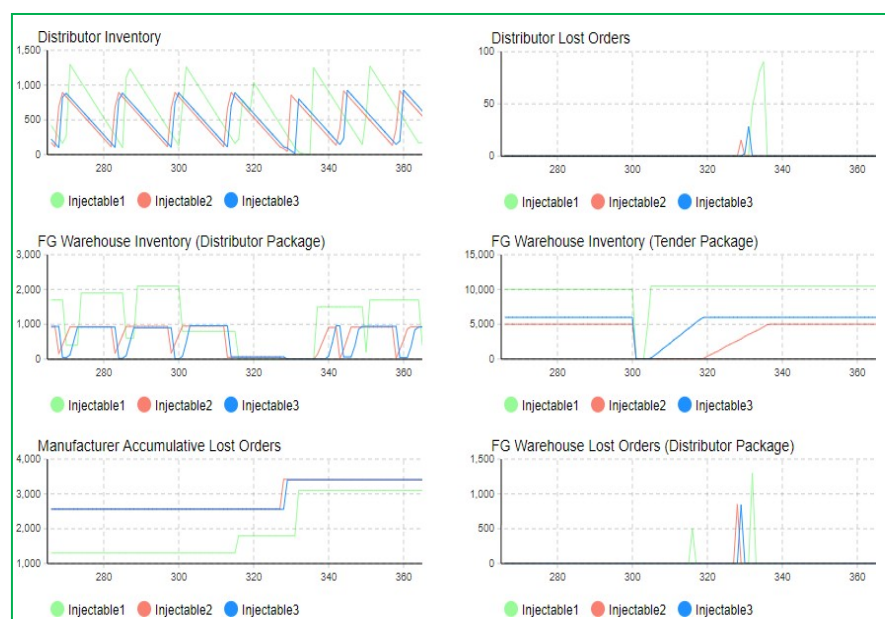 Distributor Inventory
1,500
1,000
500
0
280 300 320 340 360
Injectable1 Injectable2 Injectable3
Distributor Lost Orders
100
50
0
280 300 320 340 360
Injectable1 Injectable2 Injectable3
FG Warehouse Inventory (Distributor Package)
3,000
2,000
1,000
0
280 300 320 340 360
Injectable1 Injectable2 Injectable3
FG Warehouse Inventory (Tender Package)
15,000
10,000
5,000
0
280 300 320 340 360
Injectable1 Injectable2 Injectable3
Manufacturer Accumulative Lost Orders
4,000
3,000
2,000
1,000
280 300 320 340 360
Injectable1 Injectable2 Injectable3
FG Warehouse Lost Orders (Distributor Package)
1,500
1,000
500
0
280 300 320 340 360
Injectable1 Injectable2 Injectable3